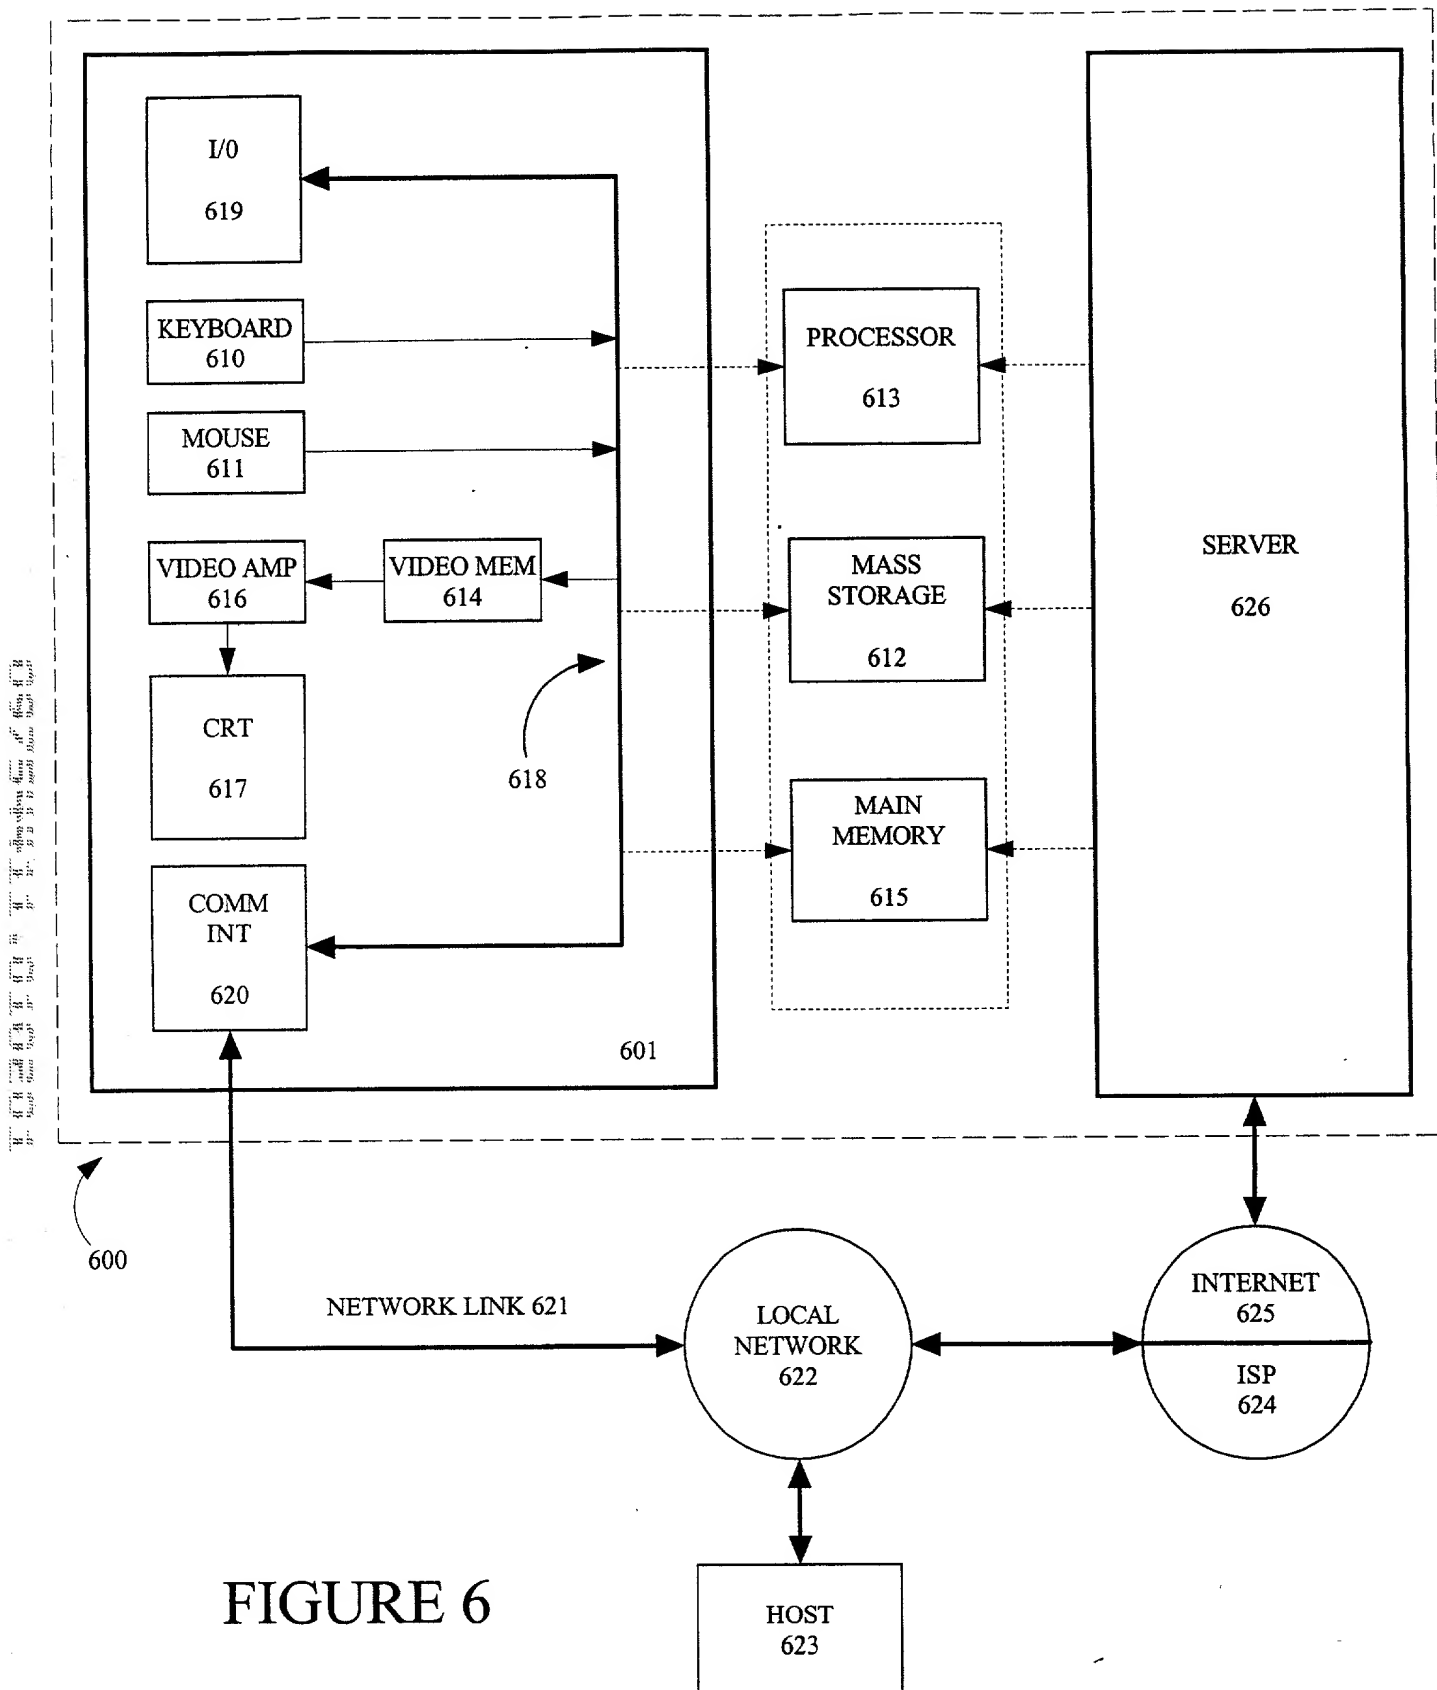 I/0
619
KEYBOARD
610
MOUSE
611
VIDEO AMP
616
VIDEO MEM
614
CRT
617
618
COMM
INT
620
601
PROCESSOR
613
MASS
STORAGE
612
MAIN
MEMORY
615
SERVER
626
600
NETWORK LINK 621
LOCAL
NETWORK
622
INTERNET
625
ISP
624
HOST
623
FIGURE 6